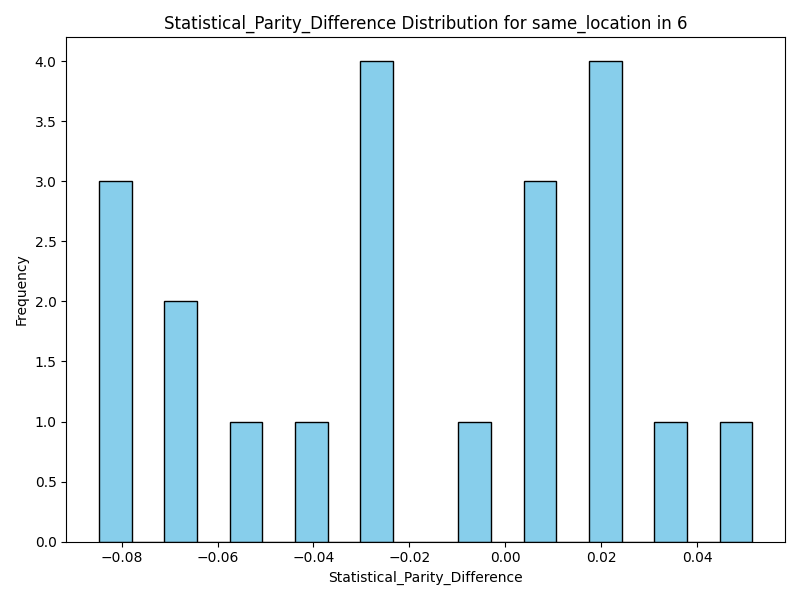 Statistical_Parity_Difference Distribution for same_location in 6
4.0
3.5
3.0
2.5
2.0
1.5
1.0
0.5
0.0
Frequency
−0.08 −0.06 −0.04 −0.02 0.00 0.02 0.04
Statistical_Parity_Difference